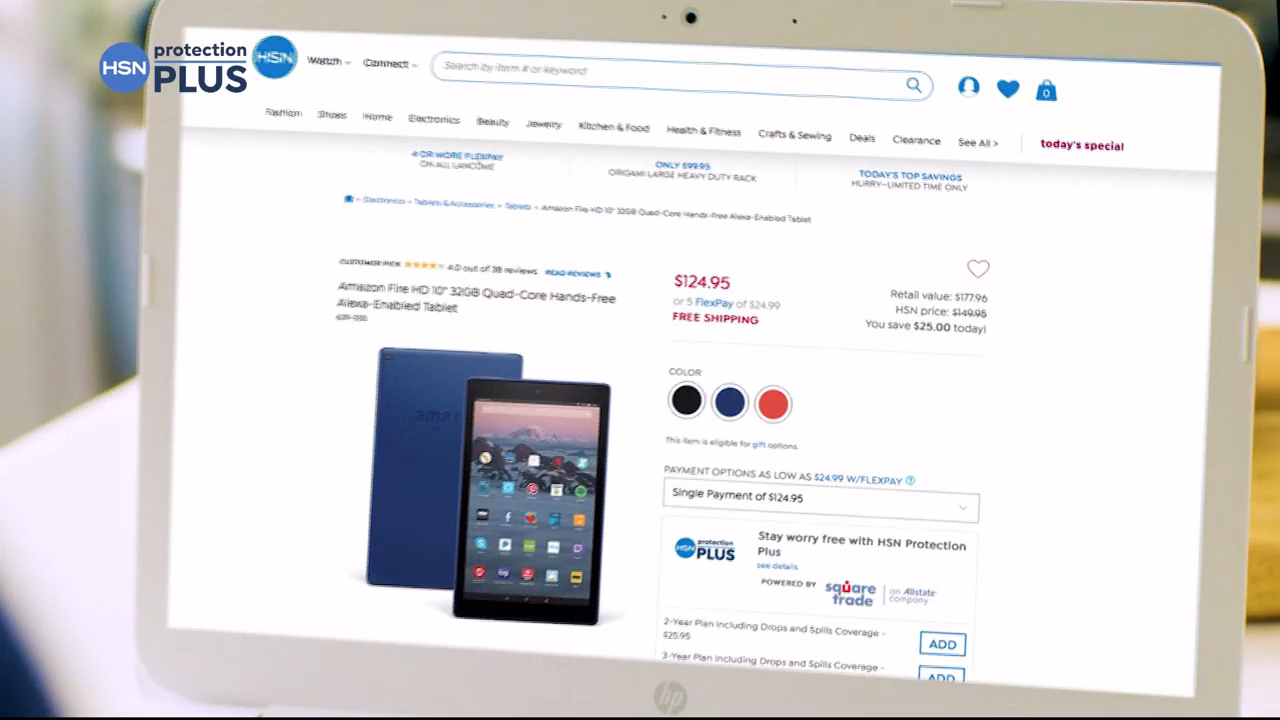 HSN protection PLUS
HSN Watch Connect Search by item # or keyword 0
Fashion Shoes Home Electronics Beauty Jewelry Kitchen & Food Health & Fitness Crafts & Sewing Deals Clearance See All > today's special
4 OR MORE FLEXPAY ONLY $99.95 TODAY'S TOP SAVINGS
ON ALL LANCOME ORIGAMI LARGE HEAVY DUTY RACK HURRY–LIMITED TIME ONLY
Electronics Tablets & Accessories Tablets Amazon Fire HD 10" 32GB Quad-Core Hands-Free Alexa-Enabled Tablet
CUSTOMER PICK 4.0 out of 38 reviews READ REVIEWS
Amazon Fire HD 10" 32GB Quad-Core Hands-Free
Alexa-Enabled Tablet
amaz
$124.95
or 5 FlexPay of $24.99
FREE SHIPPING
Retail value: $177.96
HSN price: $149.95
You save $25.00 today!
COLOR
This item is eligible for gift options.
PAYMENT OPTIONS AS LOW AS $24.99 W/FLEXPAY ?
Single Payment of $124.95
HSN protection PLUS
Stay worry free with HSN Protection
Plus
see details
POWERED BY square trade | an Allstate company
2-Year Plan Including Drops and Spills Coverage -
$25.95
ADD
3-Year Plan Including Drops and Spills Coverage -
ADD
hp